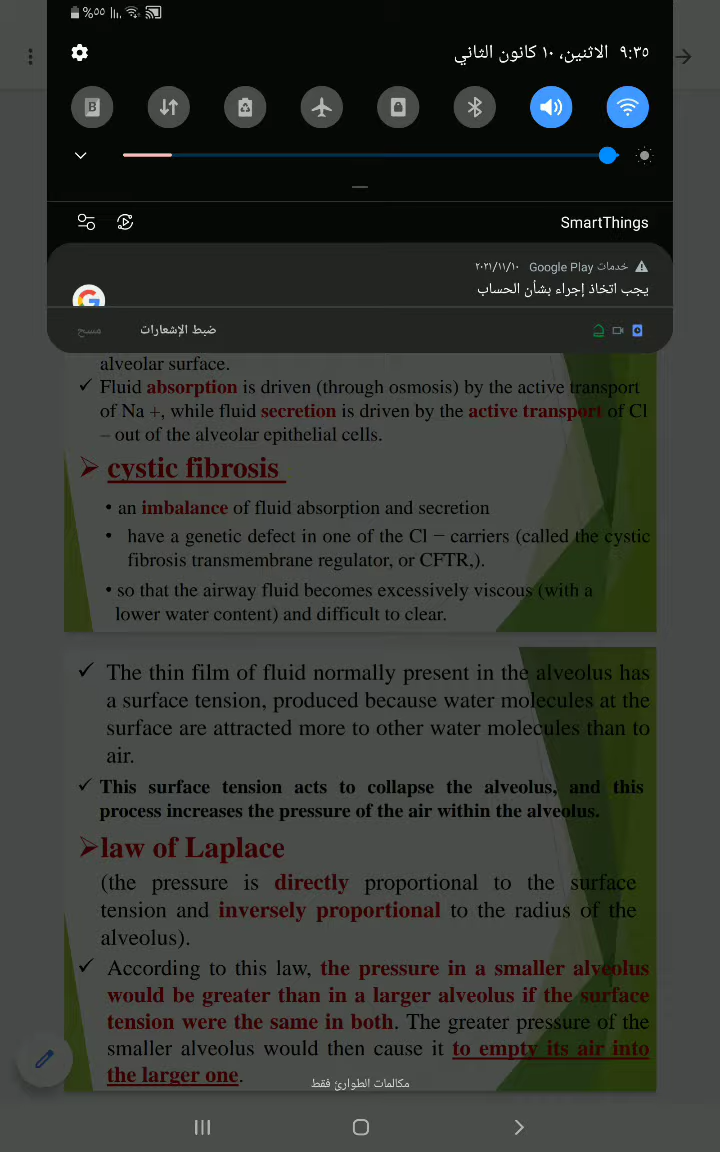 %٥٥
٩:٣٥ الاثنين، ١٠ كانون الثاني
B
SmartThings
خدمات Google Play ٢٠٢١/١١/١٠
يجب اتخاذ إجراء بشأن الحساب
ضبط الإشعارات
مسح
alveolar surface.
✓ Fluid absorption is driven (through osmosis) by the active transport
of Na +, while fluid secretion is driven by the active transport of Cl
– out of the alveolar epithelial cells.
➢ cystic fibrosis
• an imbalance of fluid absorption and secretion
• have a genetic defect in one of the Cl − carriers (called the cystic
fibrosis transmembrane regulator, or CFTR,).
• so that the airway fluid becomes excessively viscous (with a
lower water content) and difficult to clear.
✓ The thin film of fluid normally present in the alveolus has
a surface tension, produced because water molecules at the
surface are attracted more to other water molecules than to
air.
✓ This surface tension acts to collapse the alveolus, and this
process increases the pressure of the air within the alveolus.
➢law of Laplace
(the pressure is directly proportional to the surface
tension and inversely proportional to the radius of the
alveolus).
✓ According to this law, the pressure in a smaller alveolus
would be greater than in a larger alveolus if the surface
tension were the same in both. The greater pressure of the
smaller alveolus would then cause it to empty its air into
the larger one.
مكالمات الطوارئ فقط